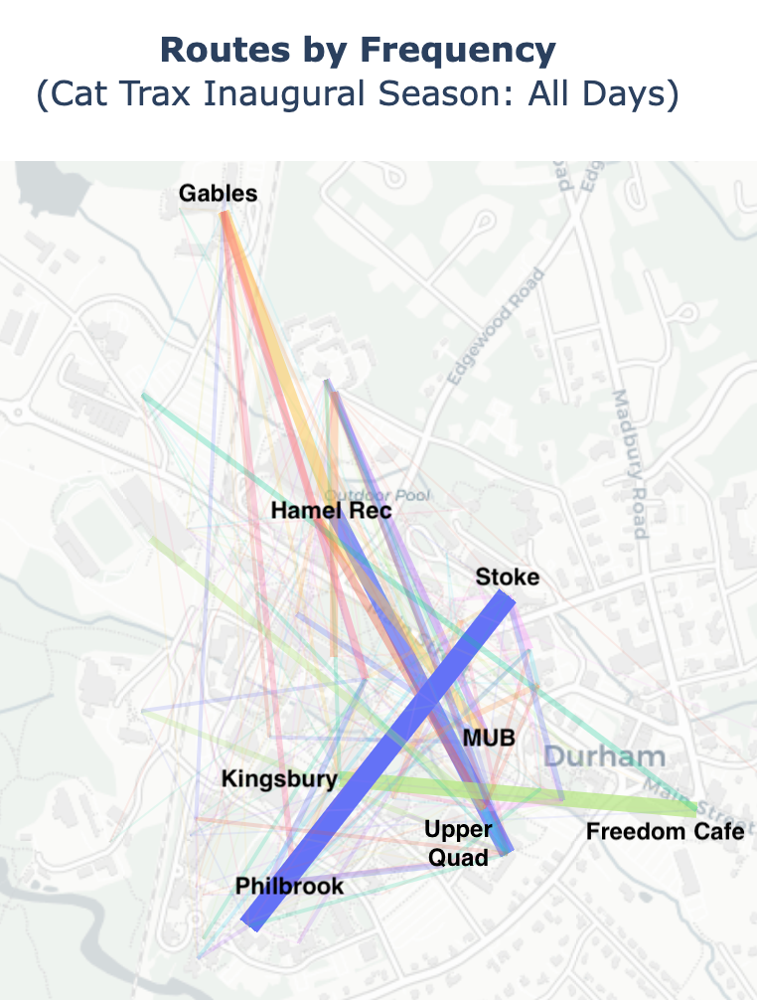 Routes by Frequency
(Cat Trax Inaugural Season: All Days)
Gables
Edgewood Road
Madbury Road
Outdoor Pool
Hamel Rec
Stoke
MUB
Durham
Kingsbury
Main Street
Upper
Quad
Freedom Cafe
Philbrook